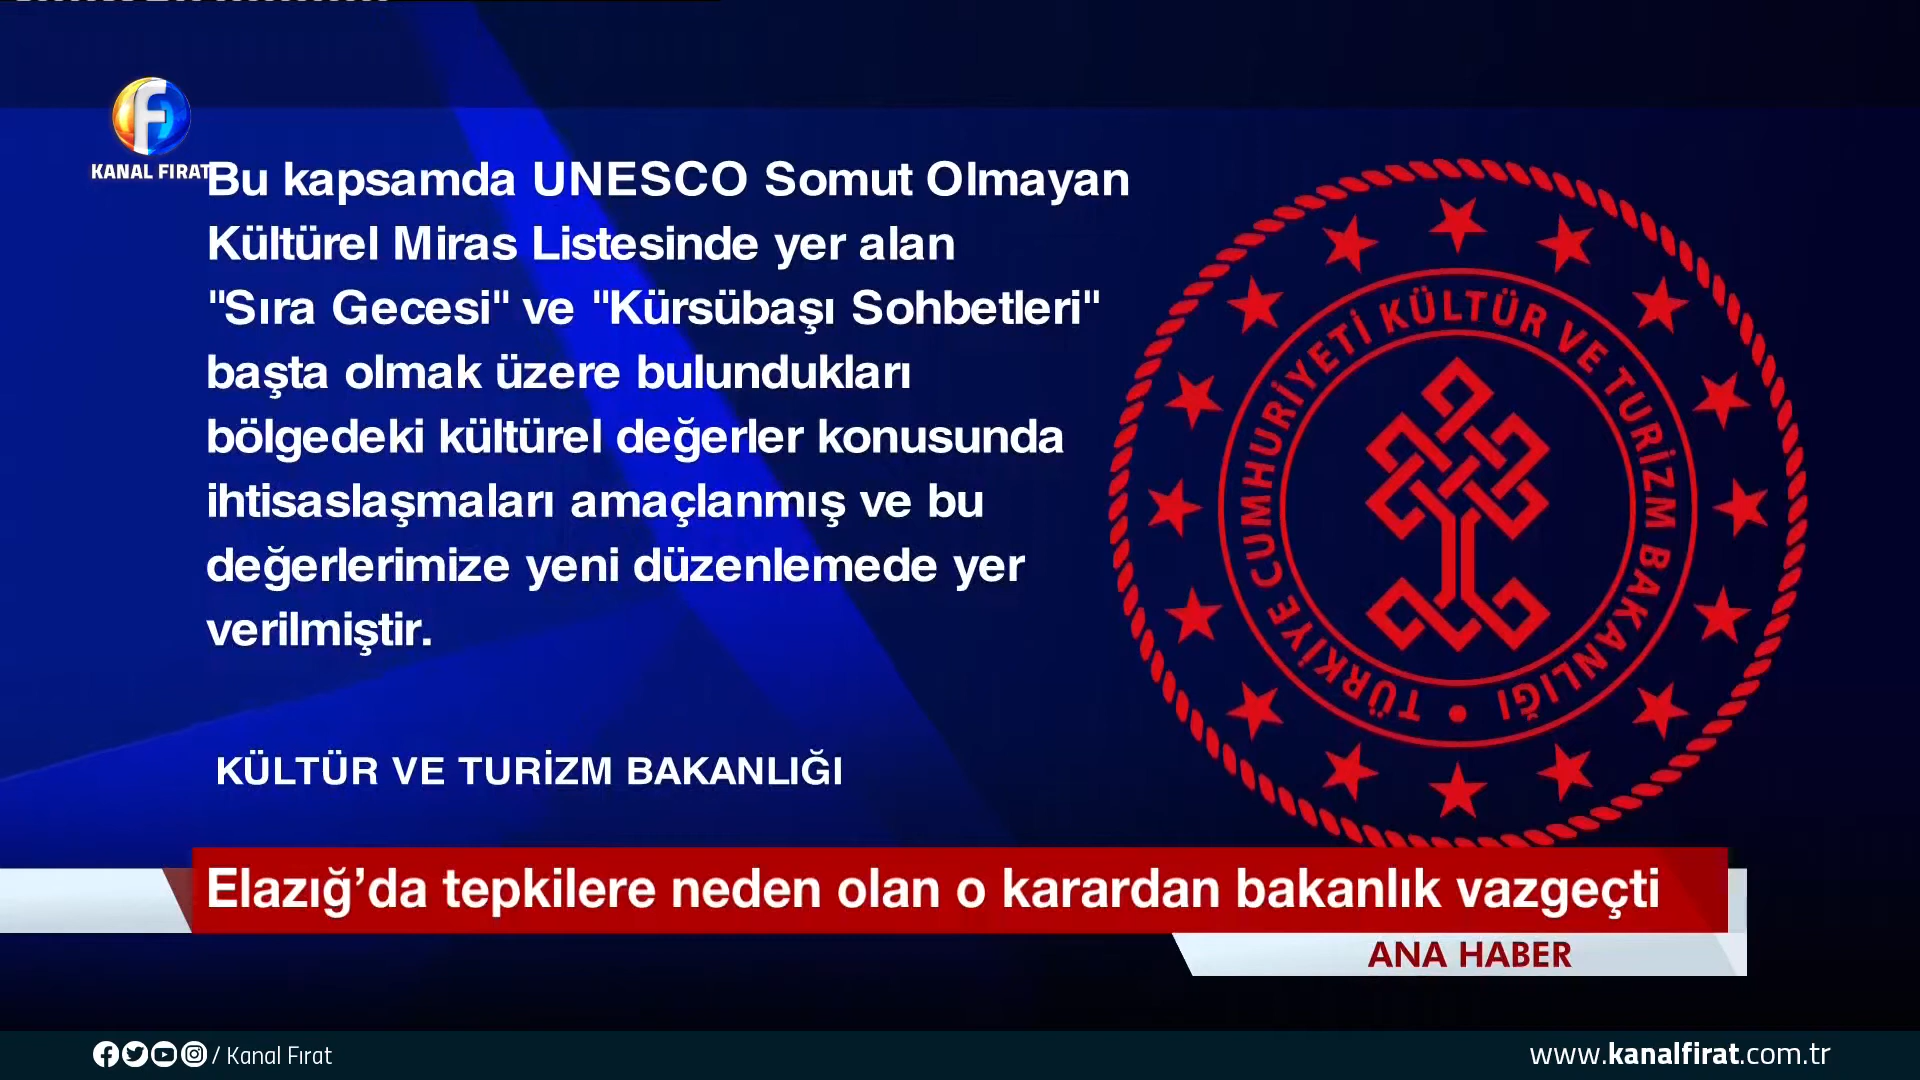 KANAL FIRAT
Bu kapsamda UNESCO Somut Olmayan
Kültürel Miras Listesinde yer alan
"Sıra Gecesi" ve "Kürsübaşı Sohbetleri"
başta olmak üzere bulundukları
bölgedeki kültürel değerler konusunda
ihtisaslaşmaları amaçlanmış ve bu
değerlerimize yeni düzenlemede yer
verilmiştir.
KÜLTÜR VE TURİZM BAKANLIĞI
TÜRKİYE CUMHURİYETİ KÜLTÜR VE TURİZM BAKANLIĞI
Elazığ’da tepkilere neden olan o karardan bakanlık vazgeçti
ANA HABER
/ Kanal Fırat
www.kanalfirat.com.tr